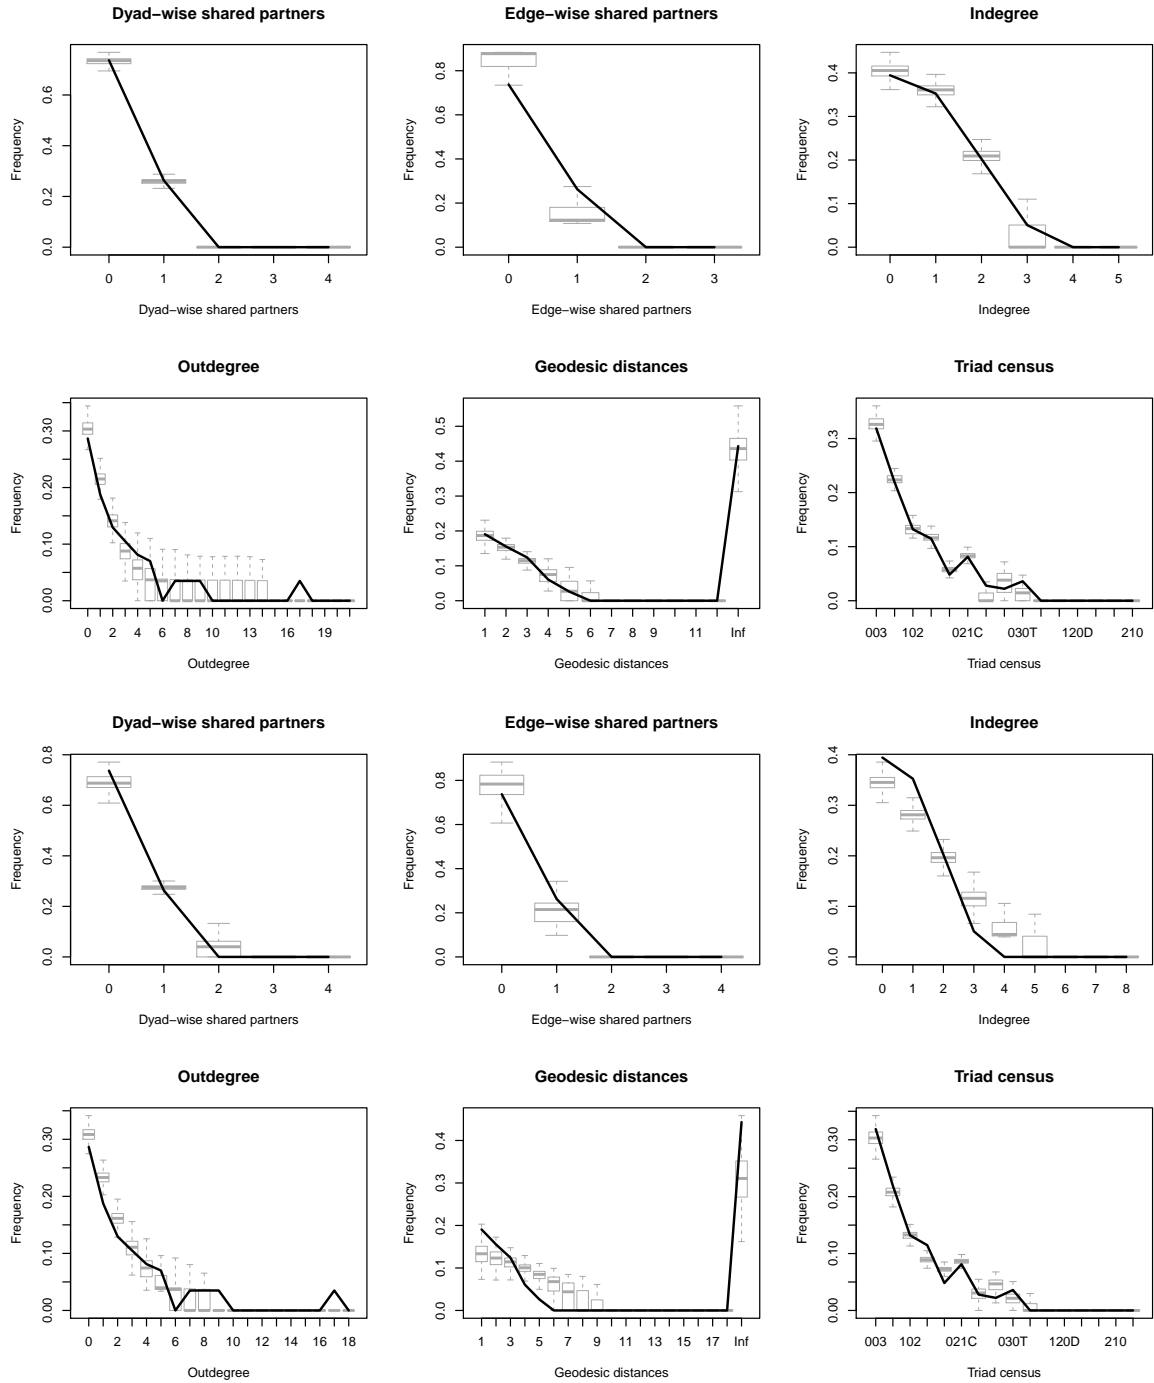 Dyad−wise shared partners
Edge−wise shared partners
Indegree
Frequency
0.0 0.2 0.4 0.6
0 1 2 3 4
Dyad−wise shared partners
Frequency
0.0 0.2 0.4 0.6 0.8
0 1 2 3
Edge−wise shared partners
Frequency
0.0 0.1 0.2 0.3 0.4
0 1 2 3 4 5
Indegree
Outdegree
Geodesic distances
Triad census
Frequency
0.00 0.10 0.20 0.30
0 2 4 6 8 10 13 16 19
Outdegree
Frequency
0.0 0.1 0.2 0.3 0.4 0.5
1 2 3 4 5 6 7 8 9 11 Inf
Geodesic distances
Frequency
0.0 0.1 0.2 0.3
003 102 021C 030T 120D 210
Triad census
Dyad−wise shared partners
Edge−wise shared partners
Indegree
Frequency
0.0 0.2 0.4 0.6 0.8
0 1 2 3 4
Dyad−wise shared partners
Frequency
0.0 0.2 0.4 0.6 0.8
0 1 2 3 4
Edge−wise shared partners
Frequency
0.0 0.1 0.2 0.3 0.4
0 1 2 3 4 5 6 7 8
Indegree
Outdegree
Geodesic distances
Triad census
Frequency
0.00 0.10 0.20 0.30
0 2 4 6 8 10 12 14 16 18
Outdegree
Frequency
0.0 0.1 0.2 0.3 0.4
1 3 5 7 9 11 13 15 17 Inf
Geodesic distances
Frequency
0.00 0.10 0.20 0.30
003 102 021C 030T 120D 210
Triad census